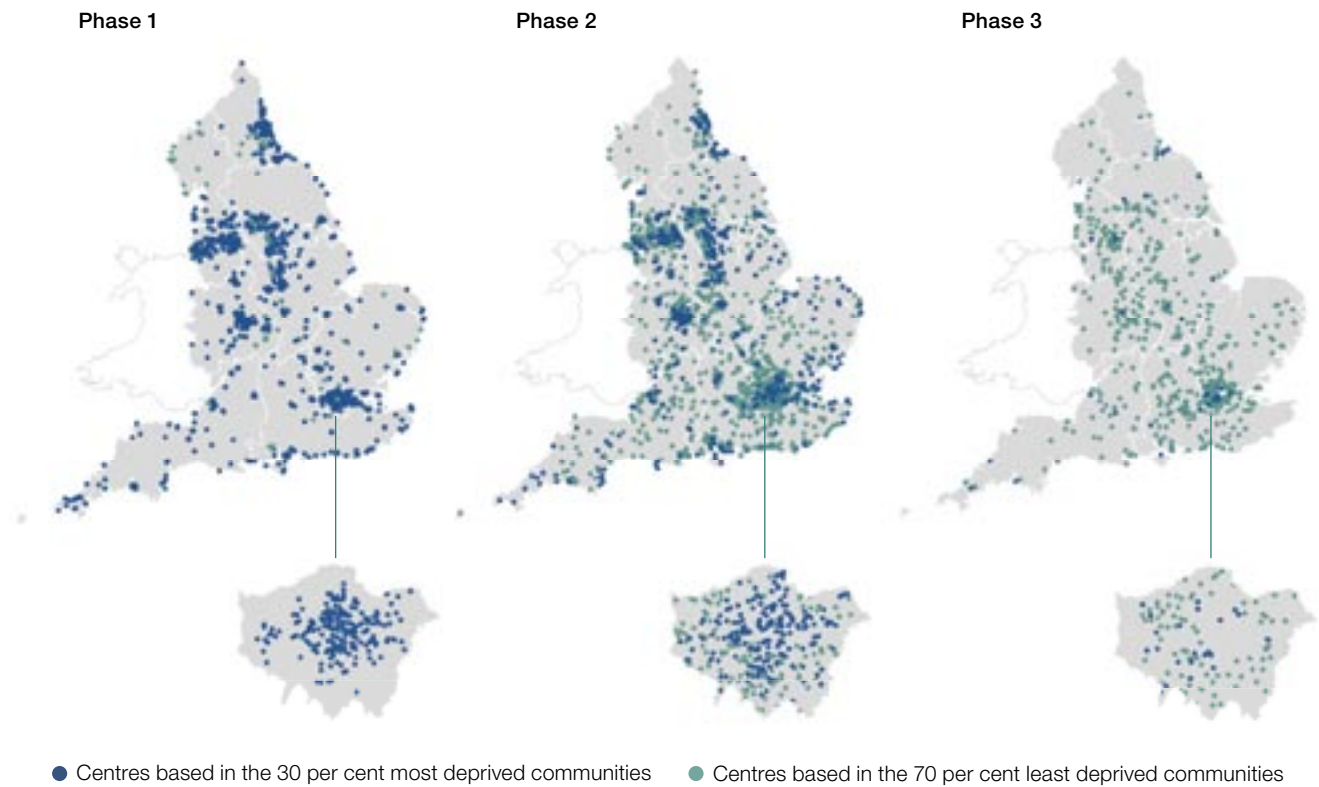 Phase 1
Phase 2
Phase 3
Centres based in the 30 per cent most deprived communities
Centres based in the 70 per cent least deprived communities